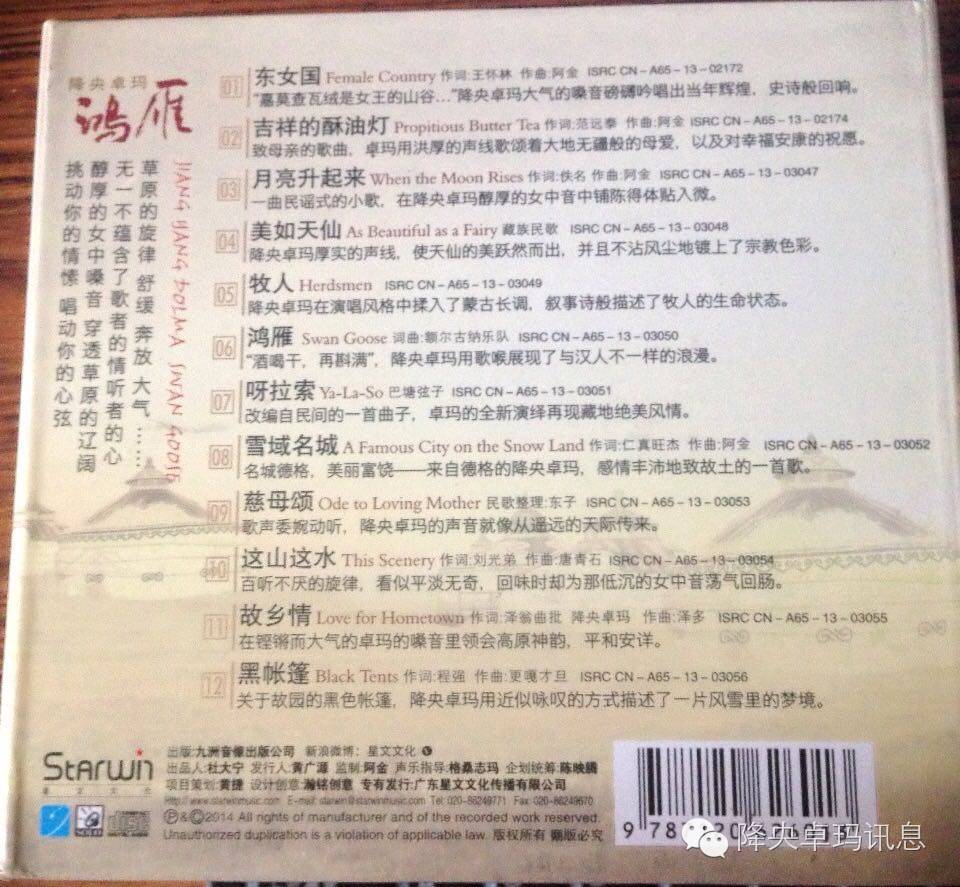 降央卓玛
鸿雁
JIANG YANG DOLMA SWAN GOOSE
草原的旋律 舒缓 奔放 大气……
无一不蕴含了歌者的情听者的心
醇厚的女中嗓音 穿透草原的辽阔
挑动你的情愫 唱动你的心弦
01 东女国 Female Country 作词:王怀林 作曲:阿金 ISRC CN-A65-13-02172
“嘉莫查瓦绒是女王的山谷…”降央卓玛大气的嗓音磅礴吟唱出当年辉煌，史诗般回响。
02 吉祥的酥油灯 Propitious Butter Tea 作词:范远泰 作曲:阿金 ISRC CN-A65-13-02174
致母亲的歌曲，卓玛用洪厚的声线歌颂着大地无疆般的母爱，以及对幸福安康的祝愿。
03 月亮升起来 When the Moon Rises 作词:佚名 作曲:阿金 ISRC CN-A65-13-03047
一曲民谣式的小歌，在降央卓玛醇厚的女中音中铺陈得体贴入微。
04 美如天仙 As Beautiful as a Fairy 藏族民歌 ISRC CN-A65-13-03048
降央卓玛厚实的声线，使天仙的美跃然而出，并且不沾风尘地镀上了宗教色彩。
05 牧人 Herdsmen ISRC CN-A65-13-03049
降央卓玛在演唱风格中揉入了蒙古长调，叙事诗般描述了牧人的生命状态。
06 鸿雁 Swan Goose 词曲:额尔古纳乐队 ISRC CN-A65-13-03050
“酒喝干，再斟满”，降央卓玛用歌喉展现了与汉人不一样的浪漫。
07 呀拉索 Ya-La-So 巴塘弦子 ISRC CN-A65-13-03051
改编自民间的一首曲子，卓玛的全新演绎再现藏地绝美风情。
08 雪域名城 A Famous City on the Snow Land 作词:仁真旺杰 作曲:阿金 ISRC CN-A65-13-03052
名城德格，美丽富饶——来自德格的降央卓玛，感情丰沛地致故土的一首歌。
09 慈母颂 Ode to Loving Mother 民歌整理:东子 ISRC CN-A65-13-03053
歌声委婉动听，降央卓玛的声音就像从遥远的天际传来。
10 这山这水 This Scenery 作词:刘光弟 作曲:唐青石 ISRC CN-A65-13-03054
百听不厌的旋律，看似平淡无奇，回味时却为那低沉的女中音荡气回肠。
11 故乡情 Love for Hometown 作词:泽翁曲批 降央卓玛 作曲:泽多 ISRC CN-A65-13-03055
在铿锵而大气的卓玛的嗓音里领会高原神韵，平和安详。
12 黑帐篷 Black Tents 作词:程强 作曲:更嘎才旦 ISRC CN-A65-13-03056
关于故园的黑色帐篷，降央卓玛用近似咏叹的方式描述了一片风雪里的梦境。
Starwin
星文文化
出版:九洲音像出版公司 新浪微博：星文文化
出品人:杜大宁 发行人:黄广源 监制:阿金 声乐指导:格桑志玛 企划统筹:陈映腾
项目策划:黄捷 设计创意:瀚铭创意 专有发行:广东星文文化传播有限公司
Http://www.starwinmusic.com E-mail: starwin@starwinmusic.com Tel: 020-86249771 Fax: 020-86249670
Ⓟ&©2014 All rights of manufacturer and of the recorded work reserved.
Unauthorized duplication is a violation of applicable law. 版权所有 翻版必究
降央卓玛讯息